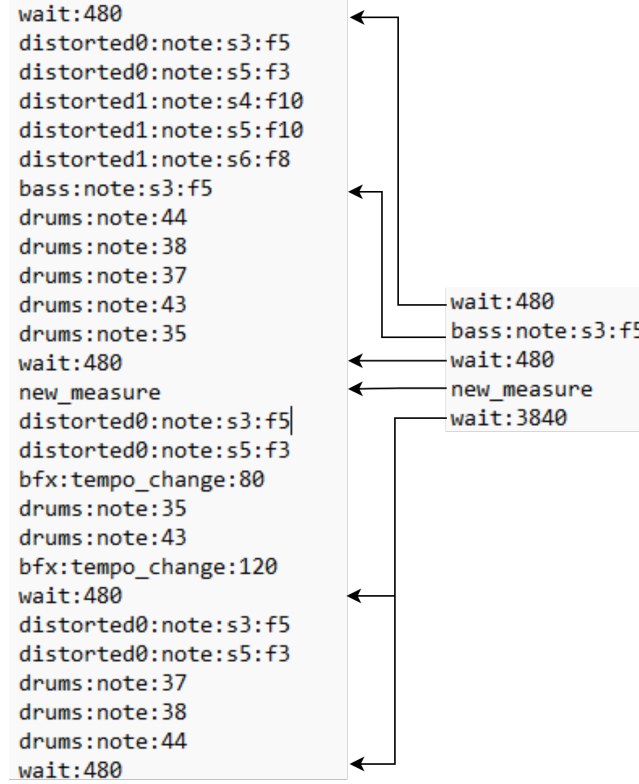 wait:480
distorted0:note:s3:f5
distorted0:note:s5:f3
distorted1:note:s4:f10
distorted1:note:s5:f10
distorted1:note:s6:f8
bass:note:s3:f5
drums:note:44
drums:note:38
drums:note:37
drums:note:43
drums:note:35
wait:480
new_measure
distorted0:note:s3:f5
distorted0:note:s5:f3
bfx:tempo_change:80
drums:note:35
drums:note:43
bfx:tempo_change:120
wait:480
distorted0:note:s3:f5
distorted0:note:s5:f3
drums:note:37
drums:note:38
drums:note:44
wait:480
wait:480
bass:note:s3:f5
wait:480
new_measure
wait:3840